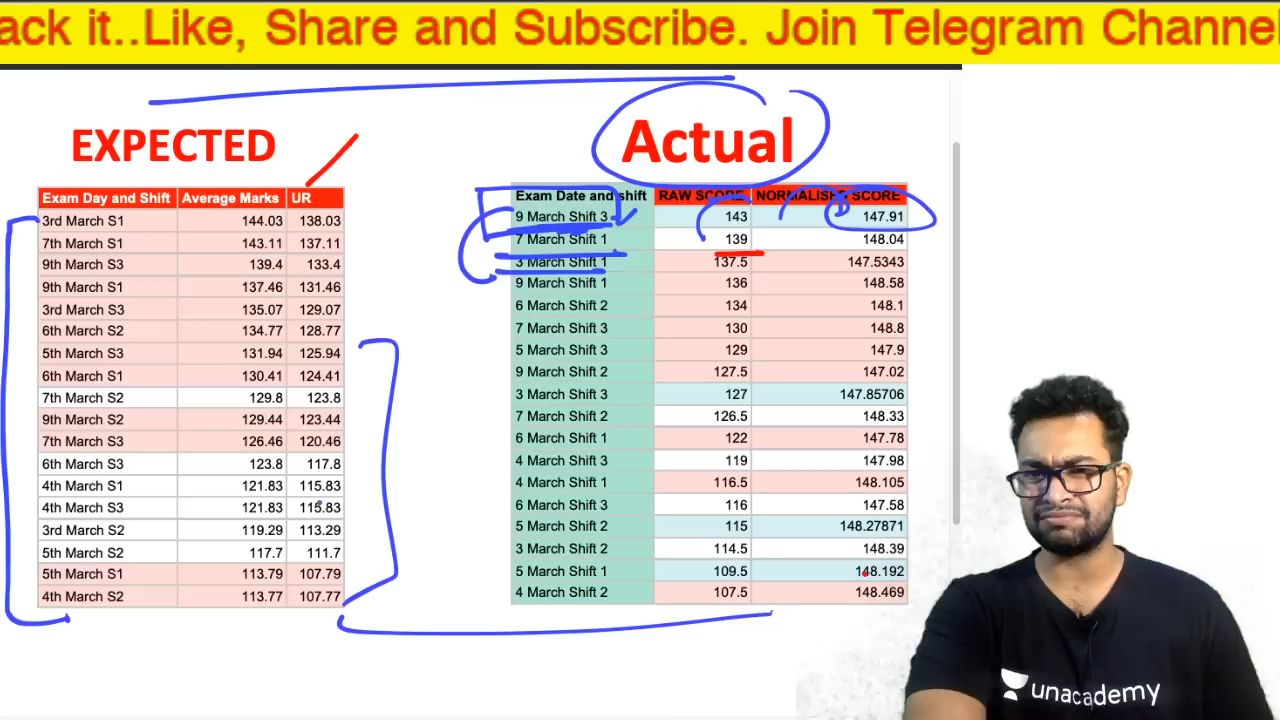 ack it..Like, Share and Subscribe. Join Telegram Channe
EXPECTED
Exam Day and Shift Average Marks UR
3rd March S1 144.03 138.03
7th March S1 143.11 137.11
9th March S3 139.4 133.4
9th March S1 137.46 131.46
3rd March S3 135.07 129.07
6th March S2 134.77 128.77
5th March S3 131.94 125.94
6th March S1 130.41 124.41
7th March S2 129.8 123.8
9th March S2 129.44 123.44
7th March S3 126.46 120.46
6th March S3 123.8 117.8
4th March S1 121.83 115.83
4th March S3 121.83 115.83
3rd March S2 119.29 113.29
5th March S2 117.7 111.7
5th March S1 113.79 107.79
4th March S2 113.77 107.77
Actual
Exam Date and shift RAW SCORE NORMALISED SCORE
9 March Shift 3 143 147.91
7 March Shift 1 139 148.04
3 March Shift 1 137.5 147.5343
9 March Shift 1 136 148.58
6 March Shift 2 134 148.1
7 March Shift 3 130 148.8
5 March Shift 3 129 147.9
9 March Shift 2 127.5 147.02
3 March Shift 3 127 147.85706
7 March Shift 2 126.5 148.33
6 March Shift 1 122 147.78
4 March Shift 3 119 147.98
4 March Shift 1 116.5 148.105
6 March Shift 3 116 147.58
5 March Shift 2 115 148.27871
3 March Shift 2 114.5 148.39
5 March Shift 1 109.5 148.192
4 March Shift 2 107.5 148.469
unacademy